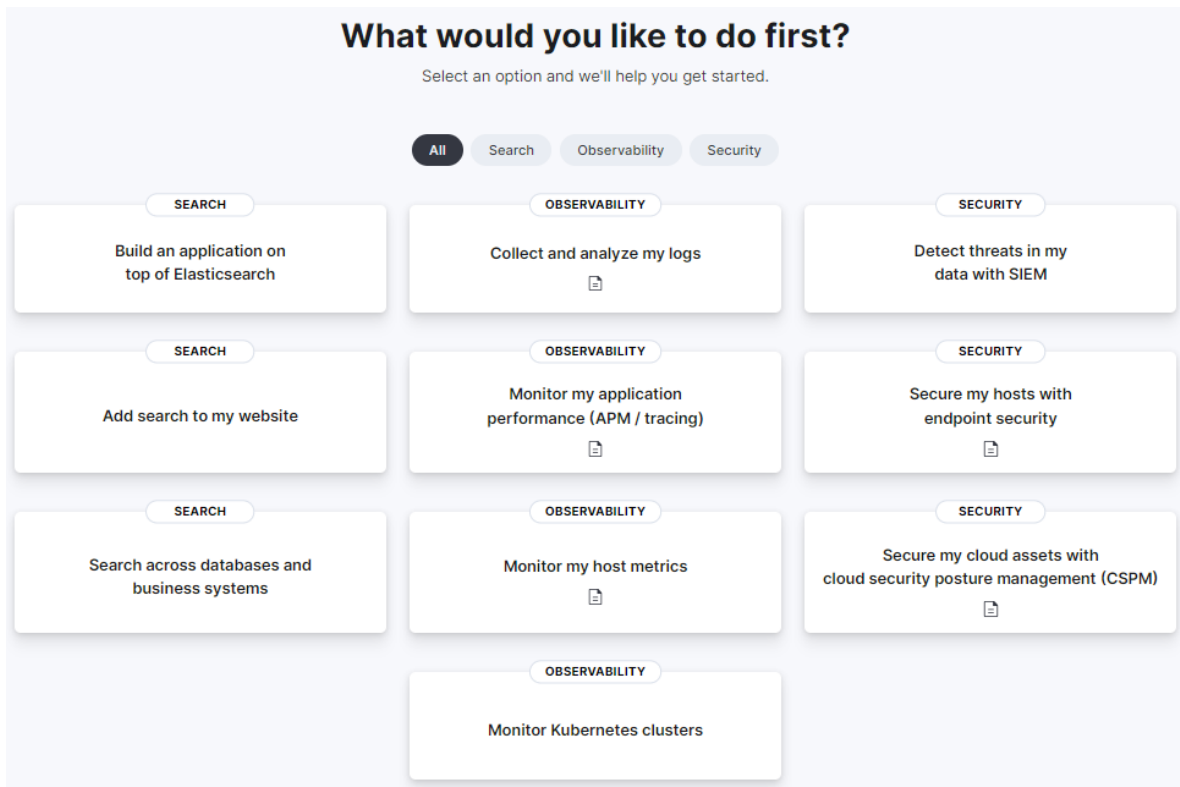 What would you like to do first?
Select an option and we'll help you get started.
All
Search
Observability
Security
SEARCH
Build an application on
top of Elasticsearch
OBSERVABILITY
Collect and analyze my logs
SECURITY
Detect threats in my
data with SIEM
SEARCH
Add search to my website
OBSERVABILITY
Monitor my application
performance (APM / tracing)
SECURITY
Secure my hosts with
endpoint security
SEARCH
Search across databases and
business systems
OBSERVABILITY
Monitor my host metrics
SECURITY
Secure my cloud assets with
cloud security posture management (CSPM)
OBSERVABILITY
Monitor Kubernetes clusters